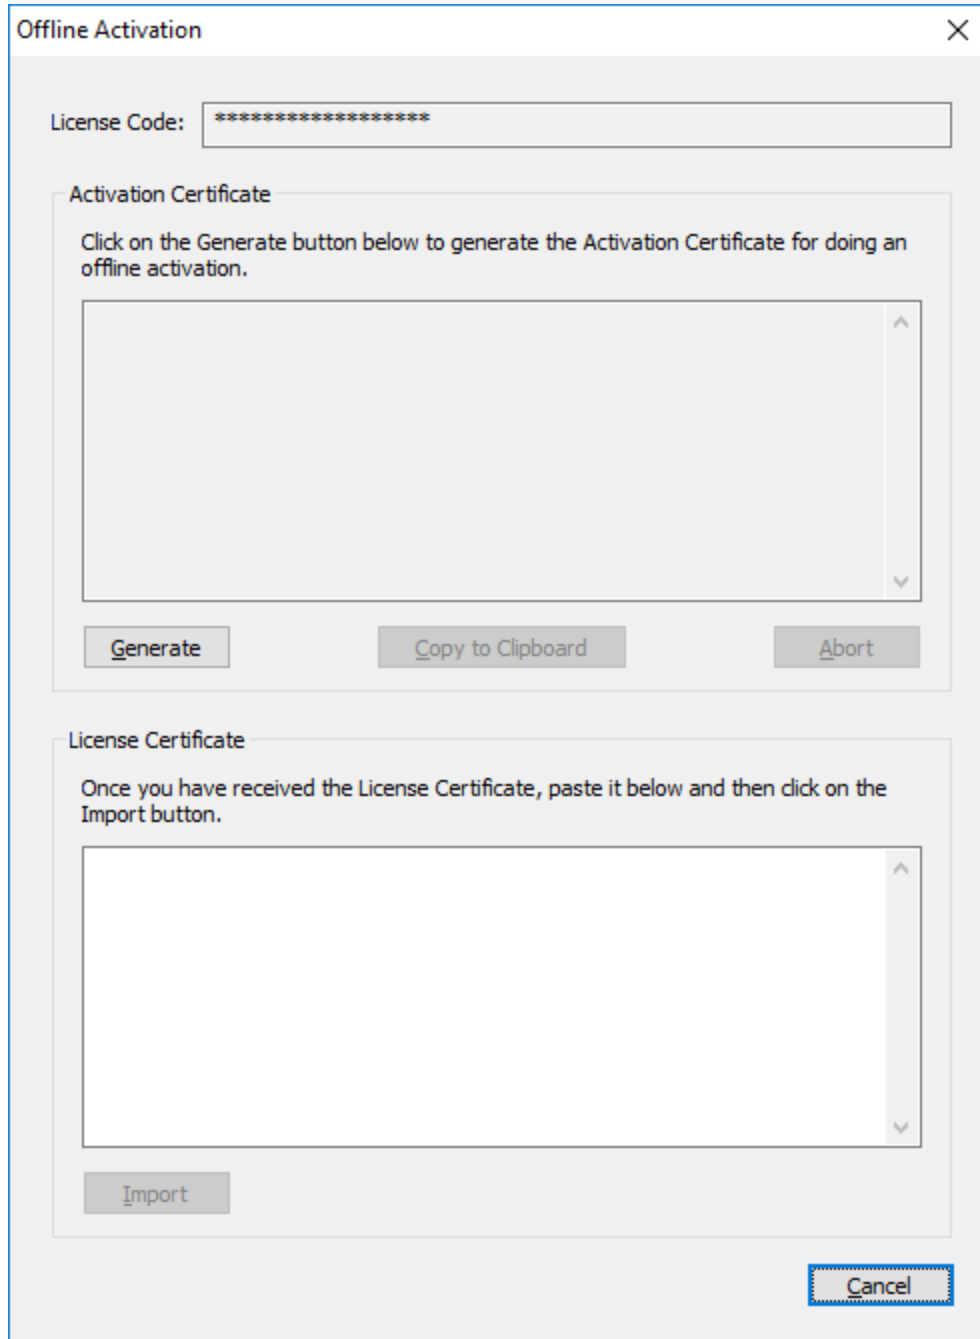 Offline Activation
License Code: ******************
Activation Certificate
Click on the Generate button below to generate the Activation Certificate for doing an
offline activation.
Generate Copy to Clipboard Abort
License Certificate
Once you have received the License Certificate, paste it below and then click on the
Import button.
Import
Cancel